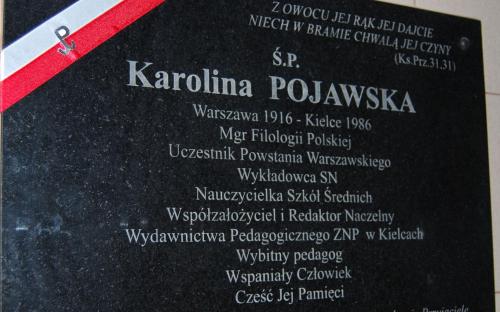 Z OWOCU JEJ RĄK JEJ DAJCIE
NIECH W BRAMIE CHWALĄ JEJ CZYNY
(Ks.Prz.31.31)
Ś.P.
Karolina POJAWSKA
Warszawa 1916 - Kielce 1986
Mgr Filologii Polskiej
Uczestnik Powstania Warszawskiego
Wykładowca SN
Nauczycielka Szkół Średnich
Współzałożyciel i Redaktor Naczelny
Wydawnictwa Pedagogicznego ZNP w Kielcach
Wybitny pedagog
Wspaniały Człowiek
Cześć Jej Pamięci